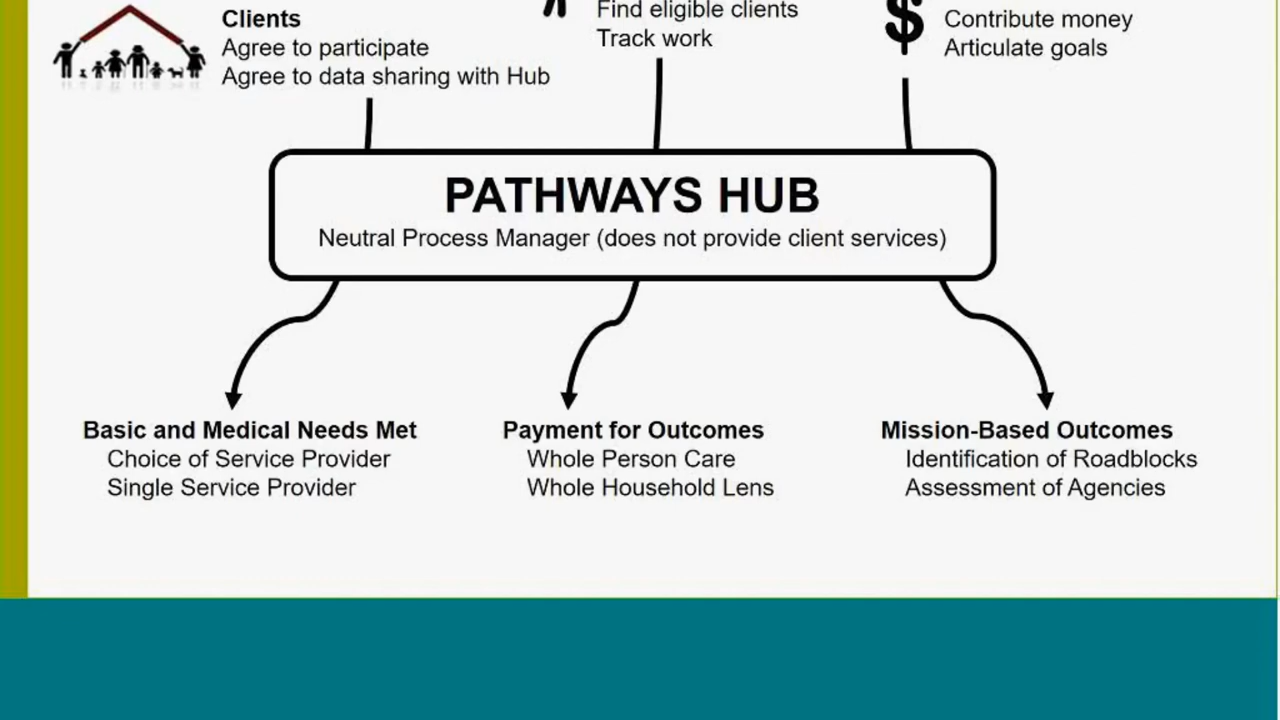 Clients
Agree to participate
Agree to data sharing with Hub
Find eligible clients
Track work
$
Contribute money
Articulate goals
PATHWAYS HUB
Neutral Process Manager (does not provide client services)
Basic and Medical Needs Met
Choice of Service Provider
Single Service Provider
Payment for Outcomes
Whole Person Care
Whole Household Lens
Mission-Based Outcomes
Identification of Roadblocks
Assessment of Agencies